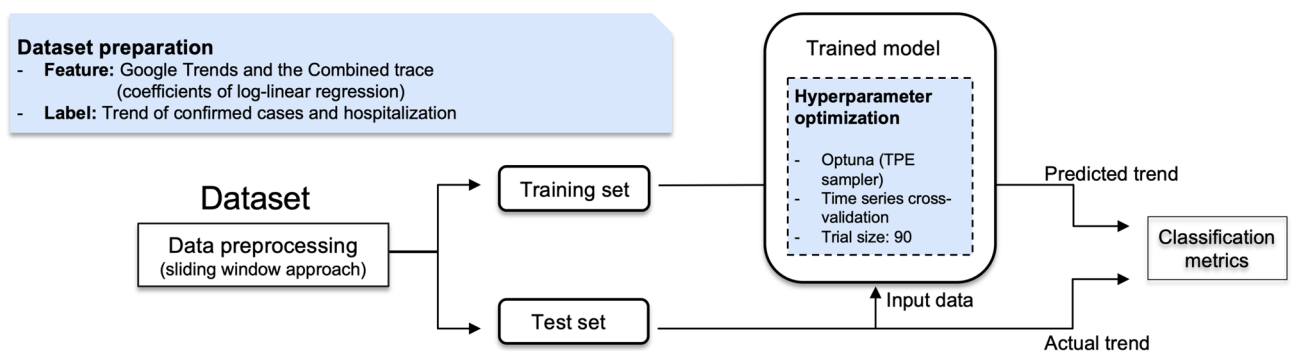 Dataset preparation
- Feature: Google Trends and the Combined trace
(coefficients of log-linear regression)
- Label: Trend of confirmed cases and hospitalization
Dataset
Data preprocessing
(sliding window approach)
Training set
Test set
Trained model
Hyperparameter
optimization
- Optuna (TPE
sampler)
- Time series cross-
validation
- Trial size: 90
Input data
Predicted trend
Actual trend
Classification
metrics